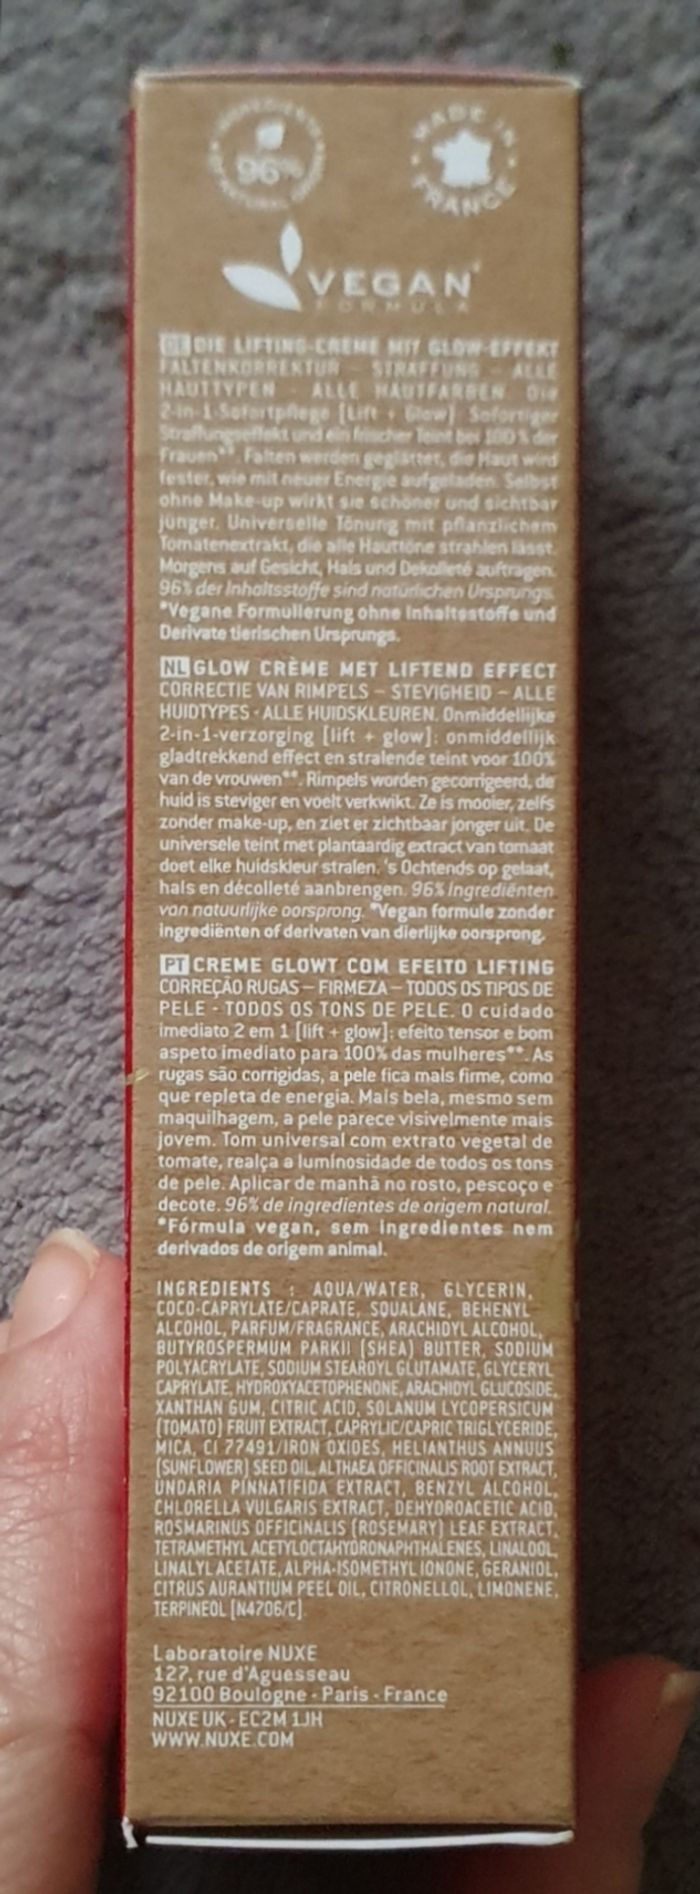 96%
MADE IN
FRANCE
VEGAN
FORMULA
DE DIE LIFTING-CREME MIT GLOW-EFFEKT
FALTENKORREKTUR – STRAFFUNG – ALLE
HAUTTYPEN - ALLE HAUTFARBEN. Die
2-in-1-Sofortpflege [Lift + Glow]: Sofortiger
Straffungseffekt und ein frischer Teint bei 100 % der
Frauen**. Falten werden geglättet, die Haut wird
fester, wie mit neuer Energie aufgeladen. Selbst
ohne Make-up wirkt sie schöner und sichtbar
jünger. Universelle Tönung mit pflanzlichem
Tomatenextrakt, die alle Hauttöne strahlen lässt.
Morgens auf Gesicht, Hals und Dekolleté auftragen.
96% der Inhaltsstoffe sind natürlichen Ursprungs.
*Vegane Formulierung ohne Inhaltsstoffe und
Derivate tierischen Ursprungs.
NL GLOW CRÈME MET LIFTEND EFFECT
CORRECTIE VAN RIMPELS – STEVIGHEID – ALLE
HUIDTYPES - ALLE HUIDSKLEUREN. Onmiddellijke
2-in-1-verzorging [lift + glow]: onmiddellijk
gladtrekkend effect en stralende teint voor 100%
van de vrouwen**. Rimpels worden gecorrigeerd, de
huid is steviger en voelt verkwikt. Ze is mooier, zelfs
zonder make-up, en ziet er zichtbaar jonger uit. De
universele teint met plantaardig extract van tomaat
doet elke huidskleur stralen. 's Ochtends op gelaat,
hals en décolleté aanbrengen. 96% Ingrediënten
van natuurlijke oorsprong. *Vegan formule zonder
ingrediënten of derivaten van dierlijke oorsprong.
PT CREME GLOWT COM EFEITO LIFTING
CORREÇÃO RUGAS – FIRMEZA – TODOS OS TIPOS DE
PELE - TODOS OS TONS DE PELE. O cuidado
imediato 2 em 1 [lift + glow]: efeito tensor e bom
aspeto imediato para 100% das mulheres**. As
rugas são corrigidas, a pele fica mais firme, como
que repleta de energia. Mais bela, mesmo sem
maquilhagem, a pele parece visivelmente mais
jovem. Tom universal com extrato vegetal de
tomate, realça a luminosidade de todos os tons
de pele. Aplicar de manhã no rosto, pescoço e
decote. 96% de ingredientes de origem natural.
*Fórmula vegan, sem ingredientes nem
derivados de origem animal.
INGREDIENTS : AQUA/WATER, GLYCERIN,
COCO-CAPRYLATE/CAPRATE, SQUALANE, BEHENYL
ALCOHOL, PARFUM/FRAGRANCE, ARACHIDYL ALCOHOL,
BUTYROSPERMUM PARKII (SHEA) BUTTER, SODIUM
POLYACRYLATE, SODIUM STEAROYL GLUTAMATE, GLYCERYL
CAPRYLATE, HYDROXYACETOPHENONE, ARACHIDYL GLUCOSIDE,
XANTHAN GUM, CITRIC ACID, SOLANUM LYCOPERSICUM
(TOMATO) FRUIT EXTRACT, CAPRYLIC/CAPRIC TRIGLYCERIDE,
MICA, CI 77491/IRON OXIDES, HELIANTHUS ANNUUS
(SUNFLOWER) SEED OIL, ALTHAEA OFFICINALIS ROOT EXTRACT,
UNDARIA PINNATIFIDA EXTRACT, BENZYL ALCOHOL,
CHLORELLA VULGARIS EXTRACT, DEHYDROACETIC ACID,
ROSMARINUS OFFICINALIS (ROSEMARY) LEAF EXTRACT,
TETRAMETHYL ACETYLOCTAHYDRONAPHTHALENES, LINALOOL,
LINALYL ACETATE, ALPHA-ISOMETHYL IONONE, GERANIOL,
CITRUS AURANTIUM PEEL OIL, CITRONELLOL, LIMONENE,
TERPINEOL [N4706/C].
Laboratoire NUXE
127, rue d'Aguesseau
92100 Boulogne - Paris - France
NUXE UK - EC2M 1JH
WWW.NUXE.COM